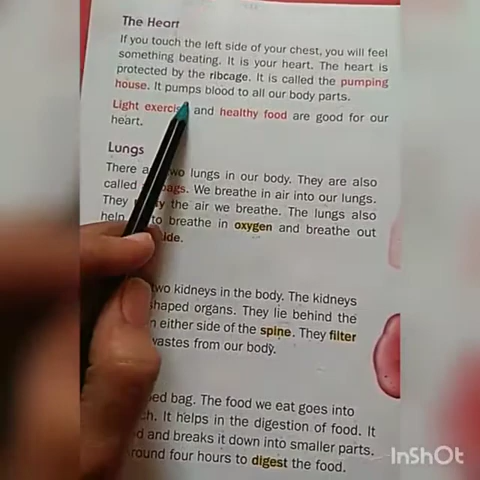 The Heart
If you touch the left side of your chest, you will feel
something beating. It is your heart. The heart is
protected by the ribcage. It is called the pumping
house. It pumps blood to all our body parts.
Light and healthy food are good for our
heart.
Lungs
There two lungs in our body. They are also
called bags. We breathe in air into our lungs.
They the air we breathe. The lungs also
help to breathe in oxygen and breathe out
two kidneys in the body. The kidneys
shaped organs. They lie behind the
either side of the spine. They filter
wastes from our body.
bag. The food we eat goes into
It helps in the digestion of food. It
and breaks it down into smaller parts.
four hours to digest the food.
InShOt